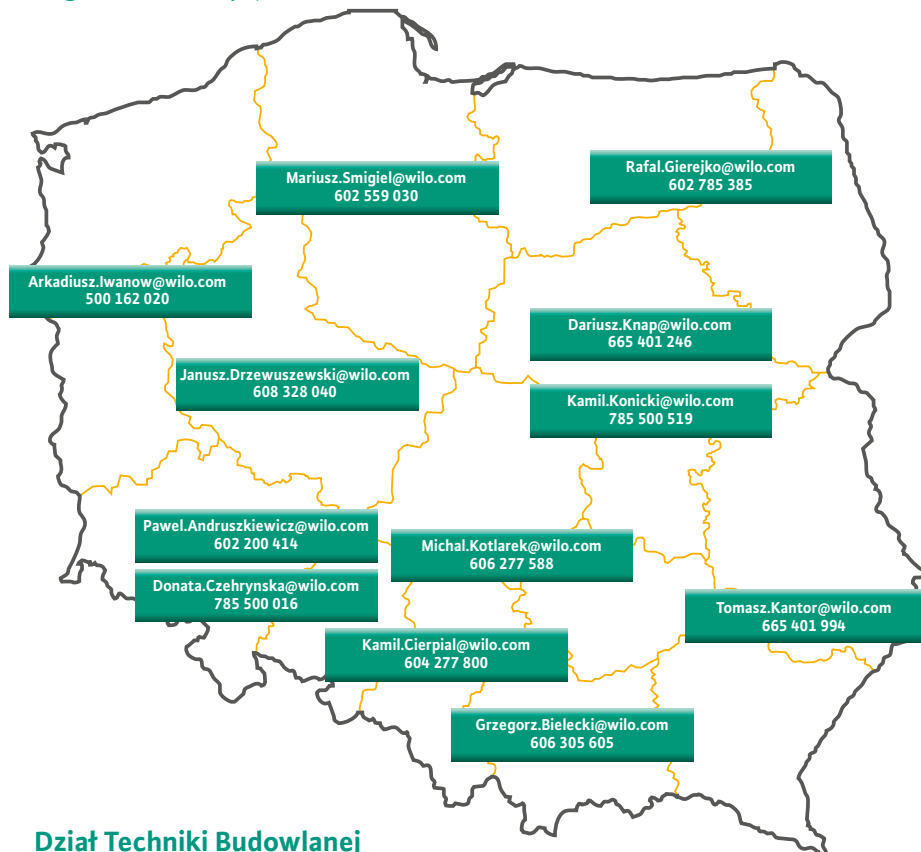 Mariusz.Smigiel@wilo.com
602 559 030
Rafal.Gierejko@wilo.com
602 785 385
Arkadiusz.Iwanow@wilo.com
500 162 020
Dariusz.Knap@wilo.com
665 401 246
Janusz.Drzewuszewski@wilo.com
608 328 040
Kamil.Konicki@wilo.com
785 500 519
Pawel.Andruszkiewicz@wilo.com
602 200 414
Michal.Kotlarek@wilo.com
606 277 588
Donata.Czehrynska@wilo.com
785 500 016
Tomasz.Kantor@wilo.com
665 401 994
Kamil.Cierpial@wilo.com
604 277 800
Grzegorz.Bielecki@wilo.com
606 305 605
Dział Techniki Budowlanej